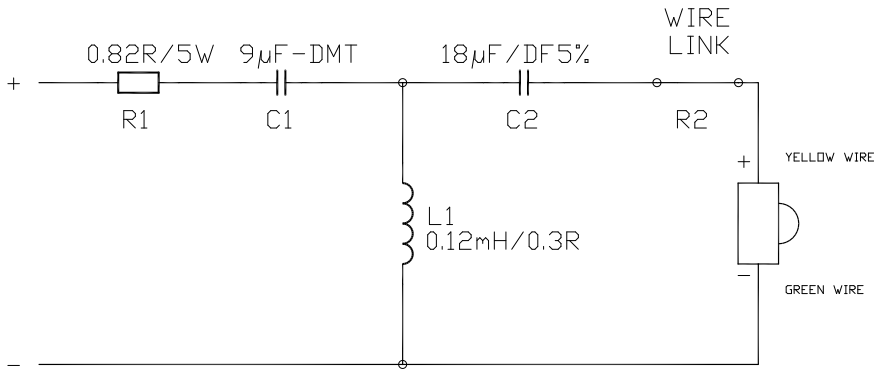 WIRE
LINK
0.82R/5W
9µF-DMT
18µF/DF5%
+
R1
C1
C2
R2
+
YELLOW WIRE
L1
0.12mH/0.3R
-
GREEN WIRE
-